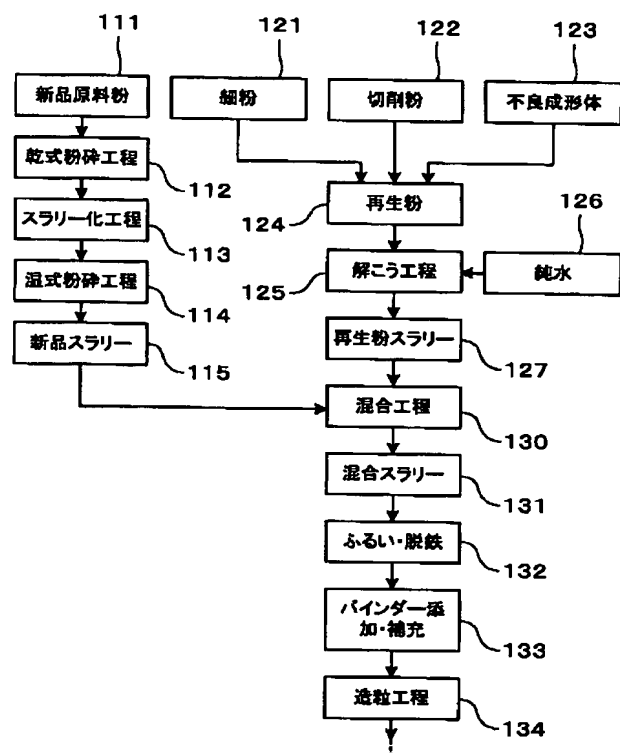 111
新品原料粉
乾式粉砕工程
112
スラリー化工程
113
湿式粉砕工程
114
新品スラリー
115
121
細粉
122
切削粉
123
不良成形体
再生粉
124
126
解こう工程
125
純水
再生粉スラリー
127
混合工程
130
混合スラリー
131
ふるい・脱鉄
132
バインダー添
加・補充
133
造粒工程
134